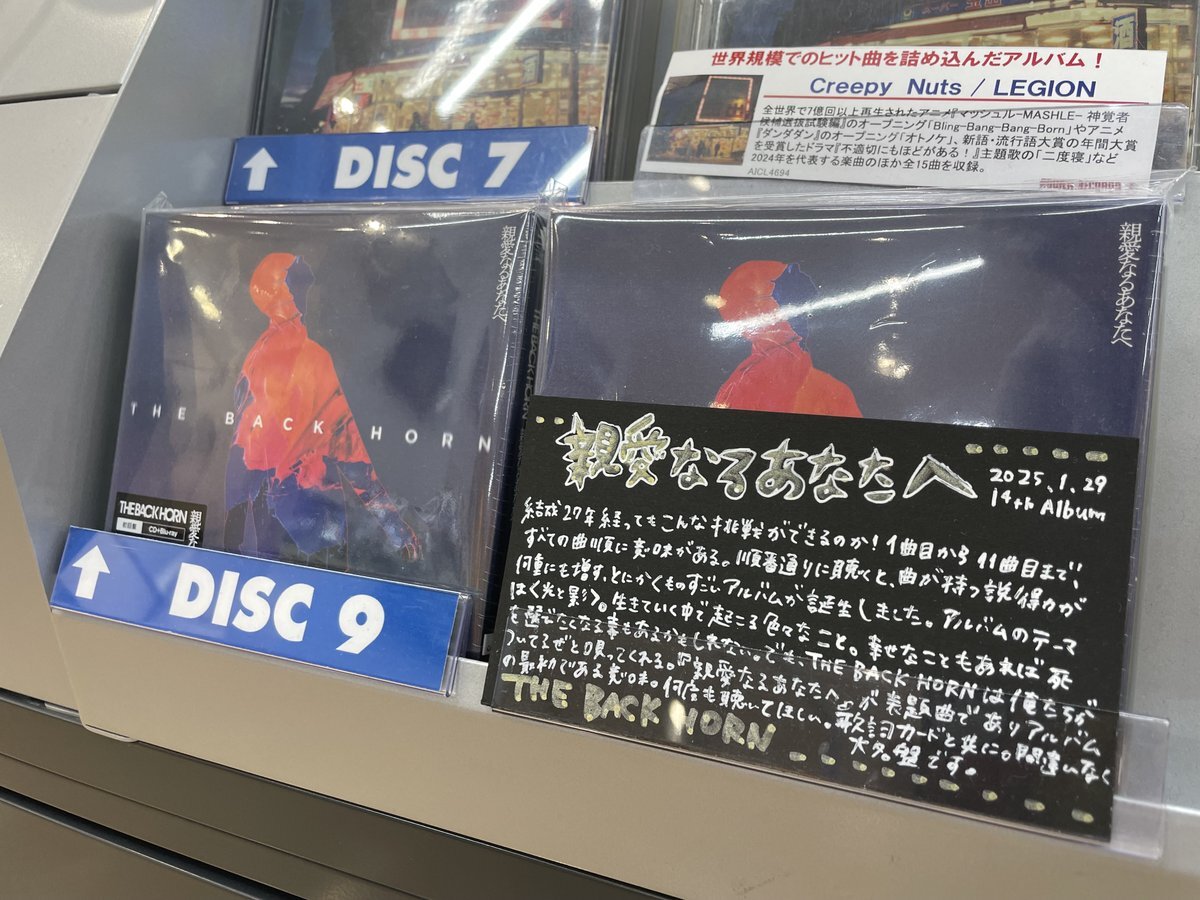 酒
世界規模でのヒット曲を詰め込んだアルバム！
Creepy Nuts / LEGION
全世界で7億回以上再生されたアニメ『マッシュル-MASHLE- 神覚者
候補選抜試験編』のオープニング「Bling-Bang-Bang-Born」やアニメ
『ダンダダン』のオープニング「オトノケ」、新語・流行語大賞の年間大賞
を受賞したドラマ『不適切にもほどがある！』主題歌の「二度寝」など
2024年を代表する楽曲のほか全15曲を収録。
AICL4694
↑ DISC 7
親愛なるあなたへ
THE BACK HORN
THE BACK HORN
THE BACK HORN
初回盤 CD+Blu-ray
↑ DISC 9
親愛なるあなたへ
親愛なるあなたへ
2025.1.29
14th Album
結成27年経ってもこんな挑戦ができるのか！1曲目から11曲目まで、
すべての曲順に意味がある。順番通りに聴くと、曲が持つ説得力が
何重にも増す、とにかくものすごいアルバムが誕生しました。アルバムのテーマ
は〈光と影〉。生きていく中で起こる色々なこと。幸せなこともあれば死
を選びたくなる事もあるかもしれない。でも、THE BACK HORNは俺たちが
ついてるぜと唄ってくれる。『親愛なるあなたへ』が表題曲でありアルバム
の最初である意味。何度も聴いてほしい。歌詞カードと共に。間違いなく
大名盤です。
THE BACK HORN